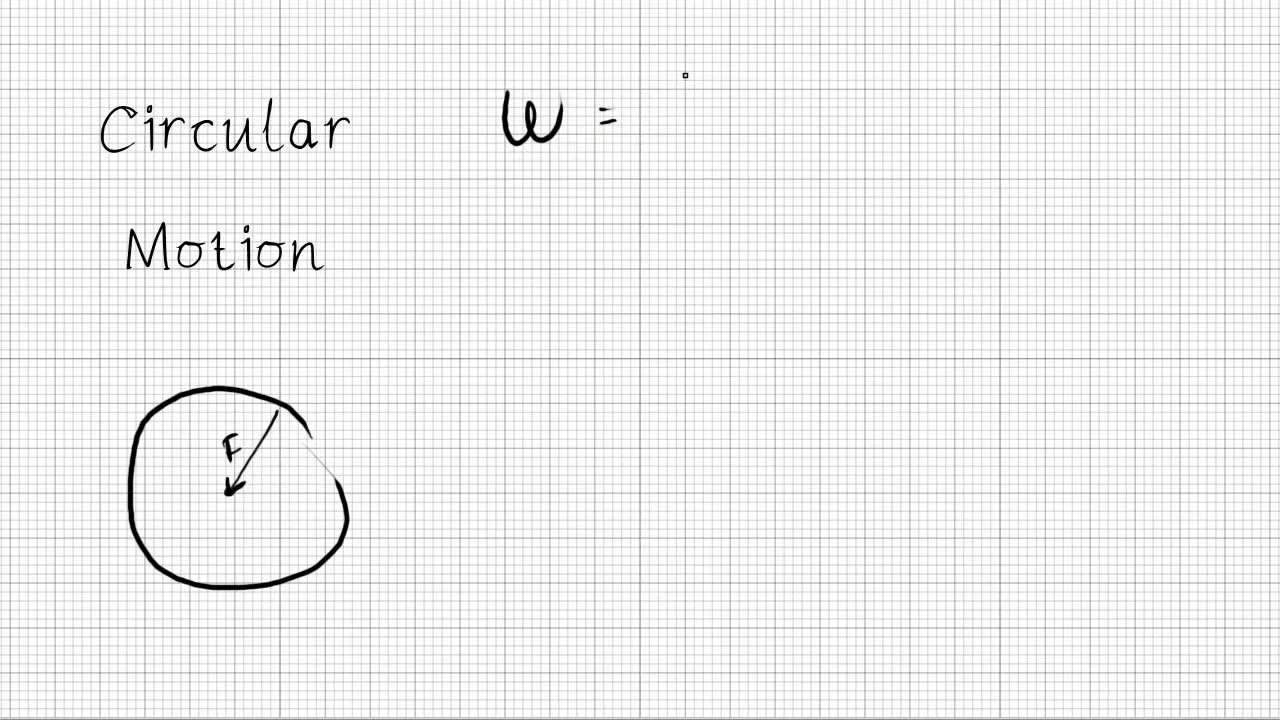 Circular
Motion
ω =
F